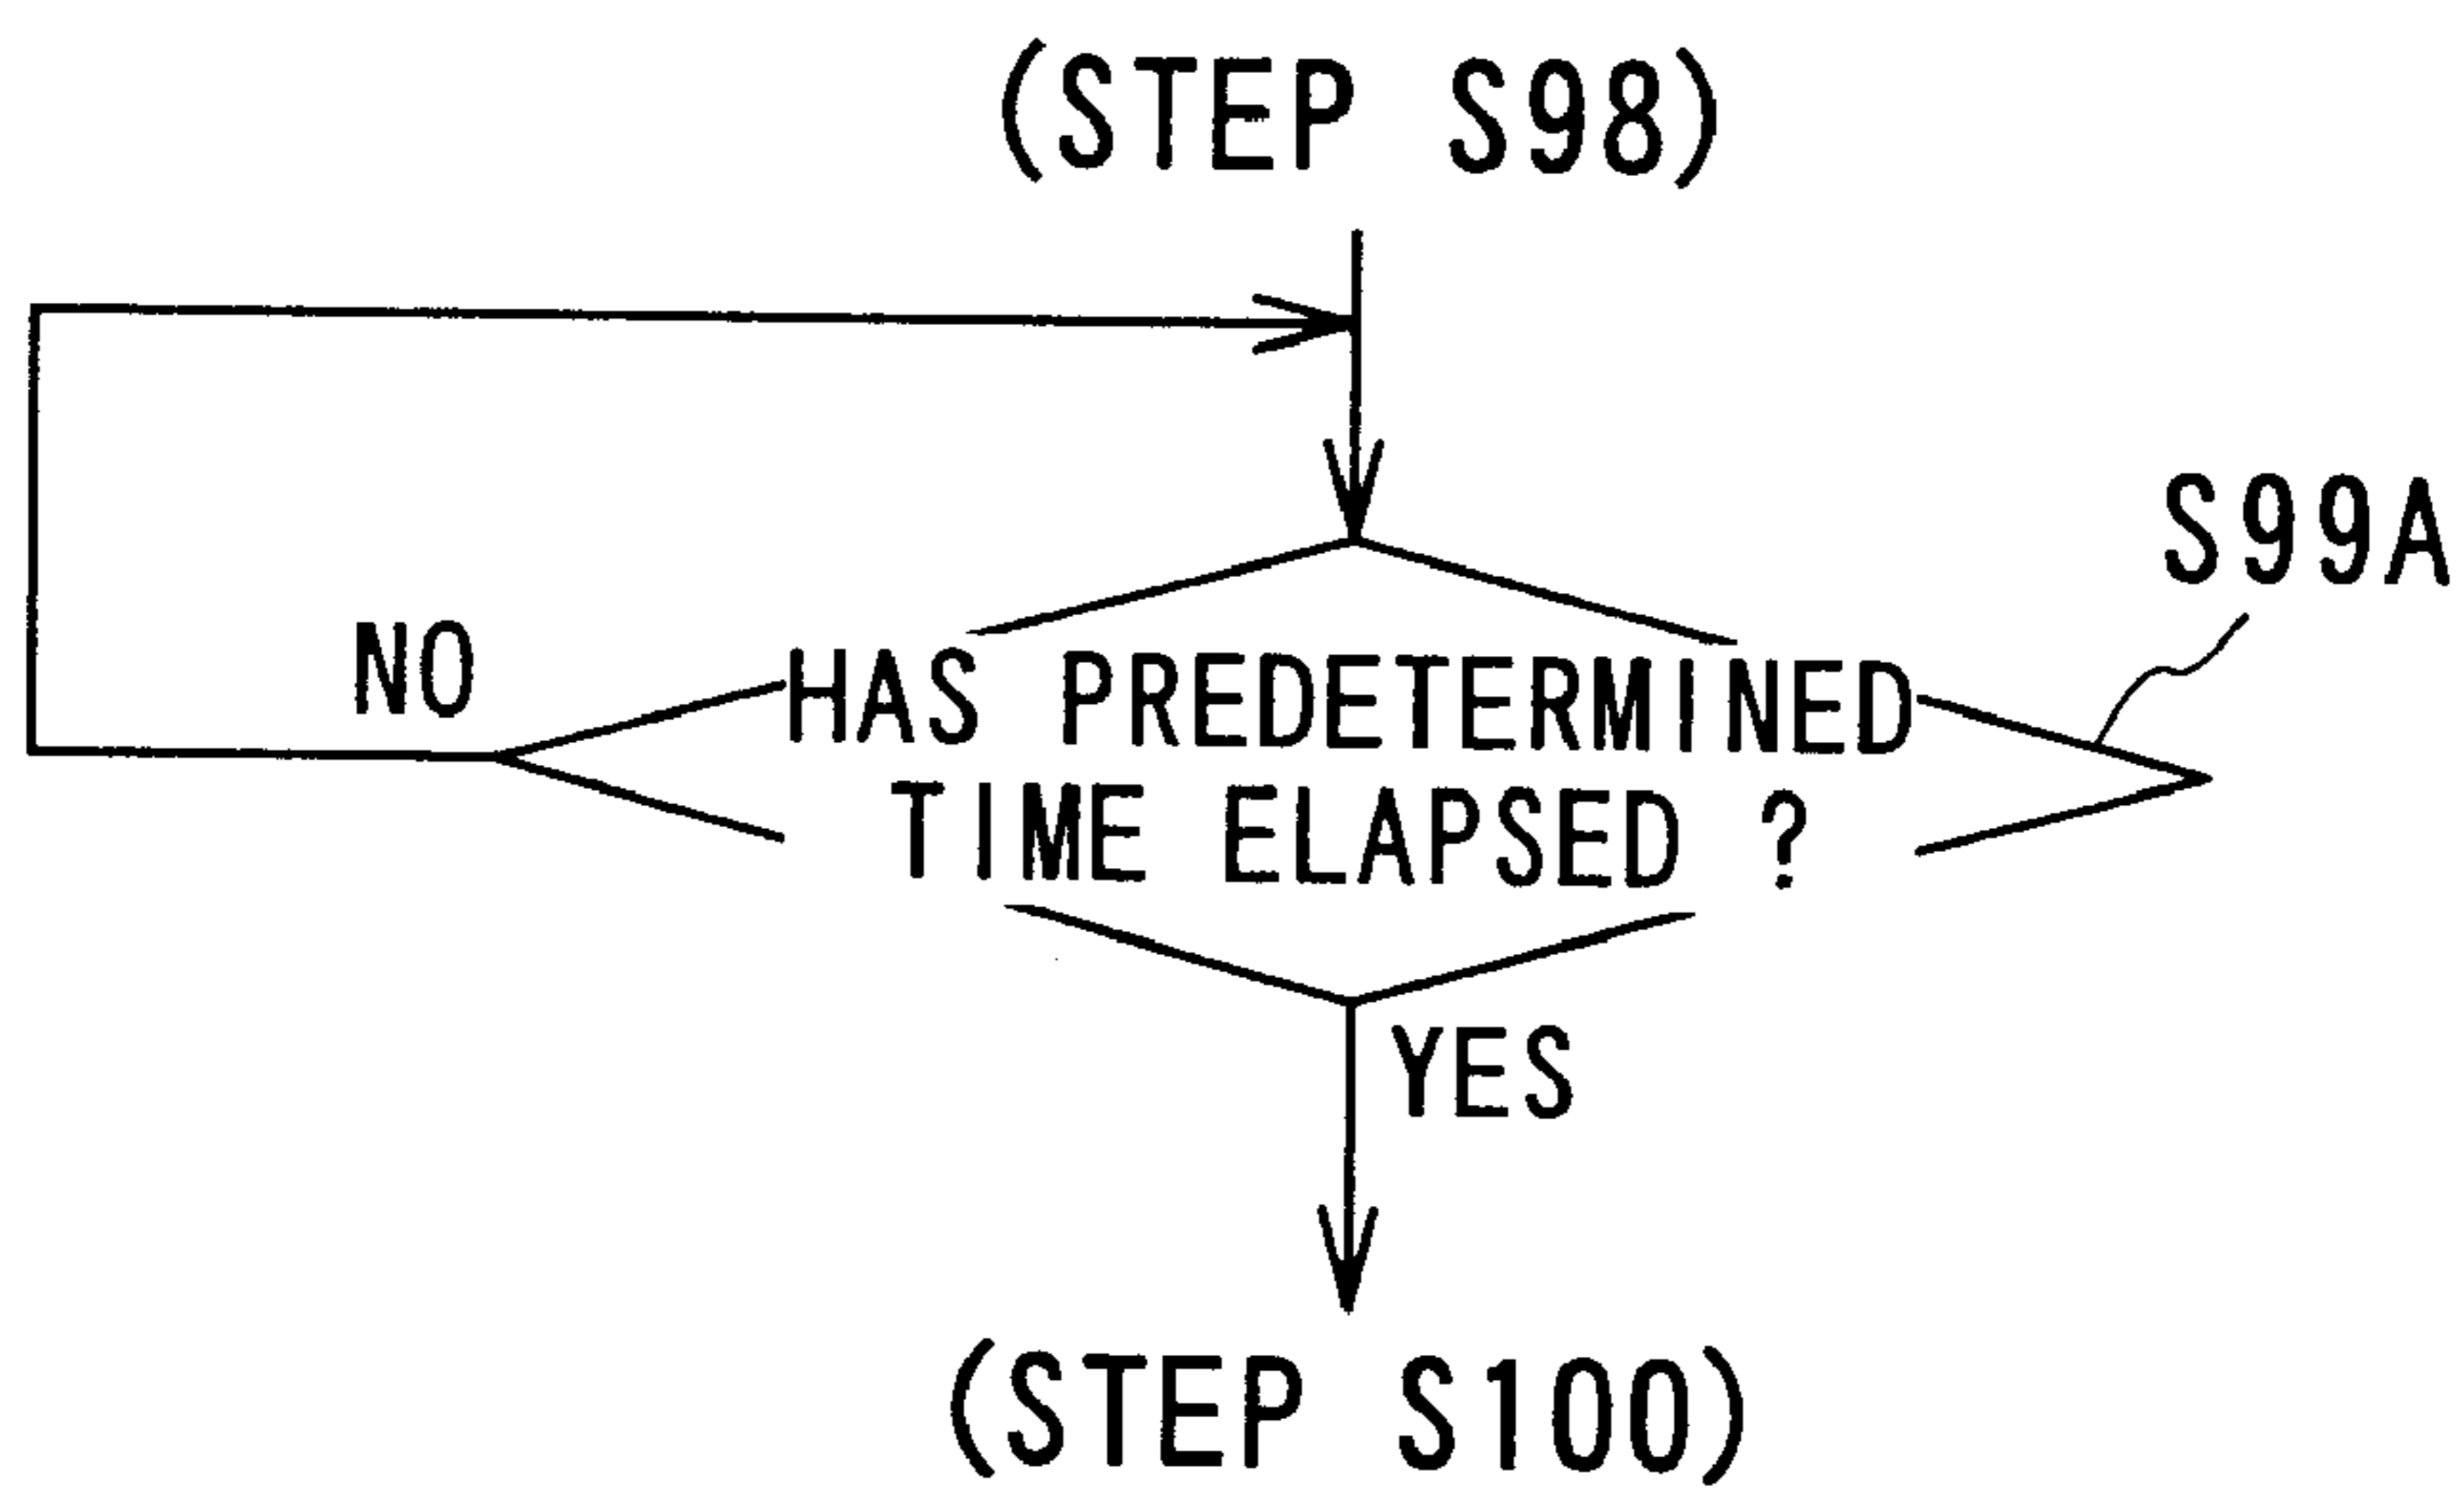 (STEP S98)
S99A
NO
HAS PREDETERMINED
TIME ELAPSED ?
YES
(STEP S100)